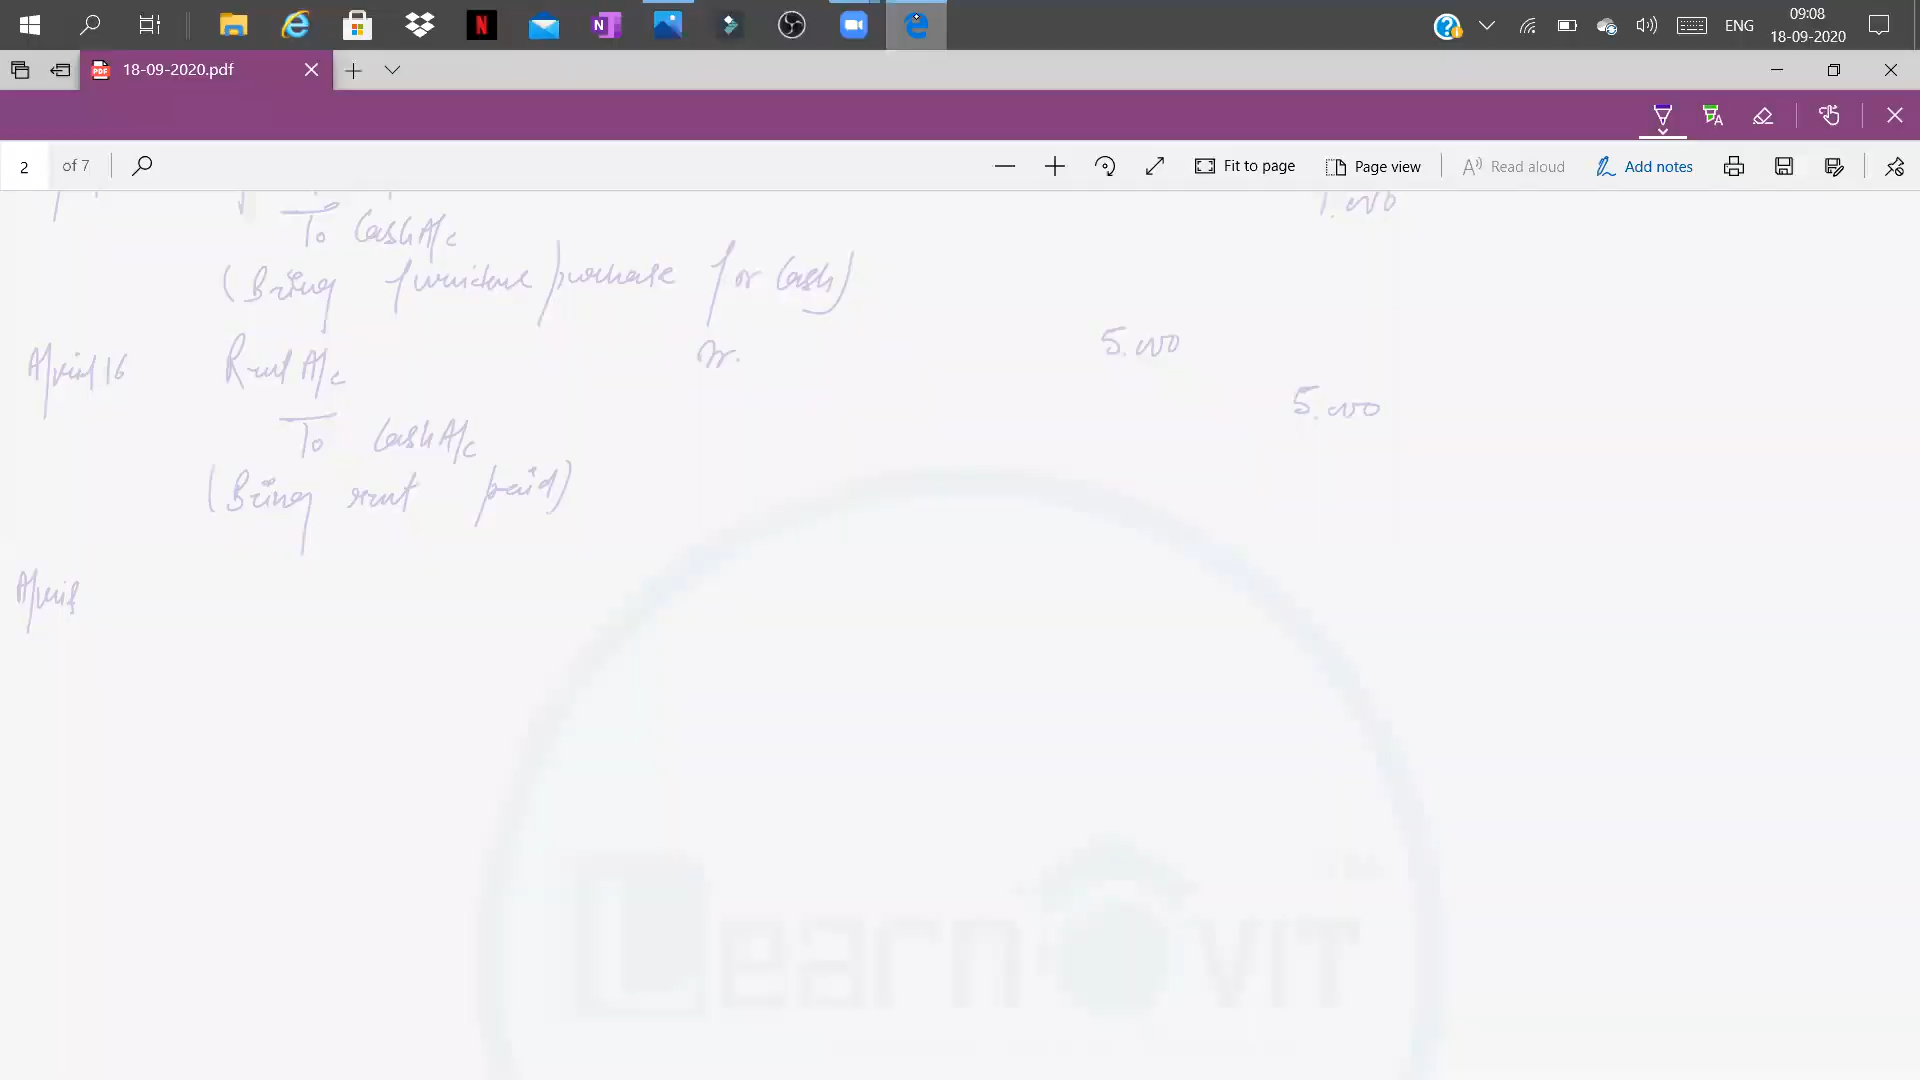 09:08
ENG
18-09-2020
18-09-2020.pdf
2 of 7
Fit to page
Page view
Read aloud
Add notes
1.000
To Cash A/c
(Being furniture purchase for Cash)
April 16 Rent A/c Dr. 5.000
To Cash A/c 5.000
(Being rent paid)
April
LearnOVIT